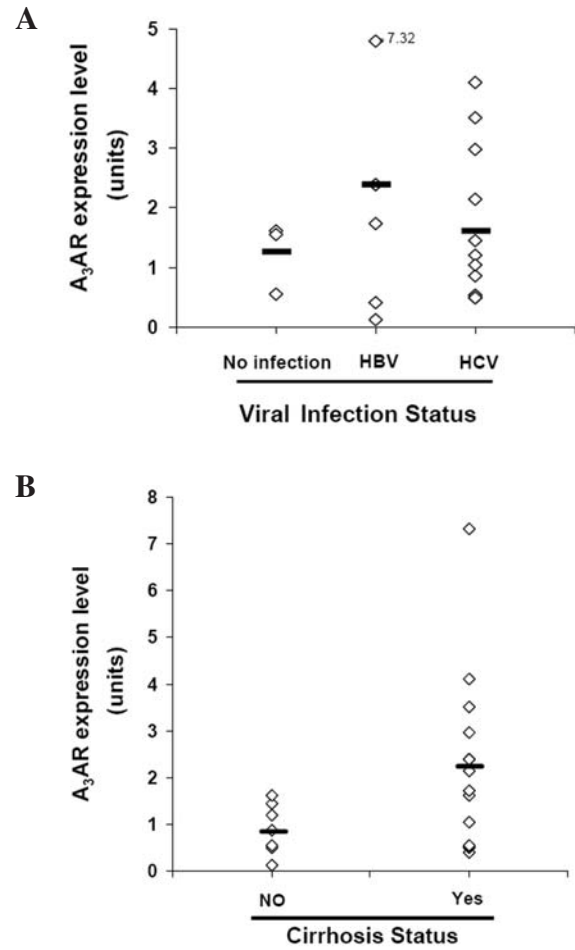 A
A₃AR expression level
(units)
5
4
3
2
1
0
7.32
No infection HBV HCV
Viral Infection Status
B
A₃AR expression level
(units)
8
7
6
5
4
3
2
1
0
NO Yes
Cirrhosis Status